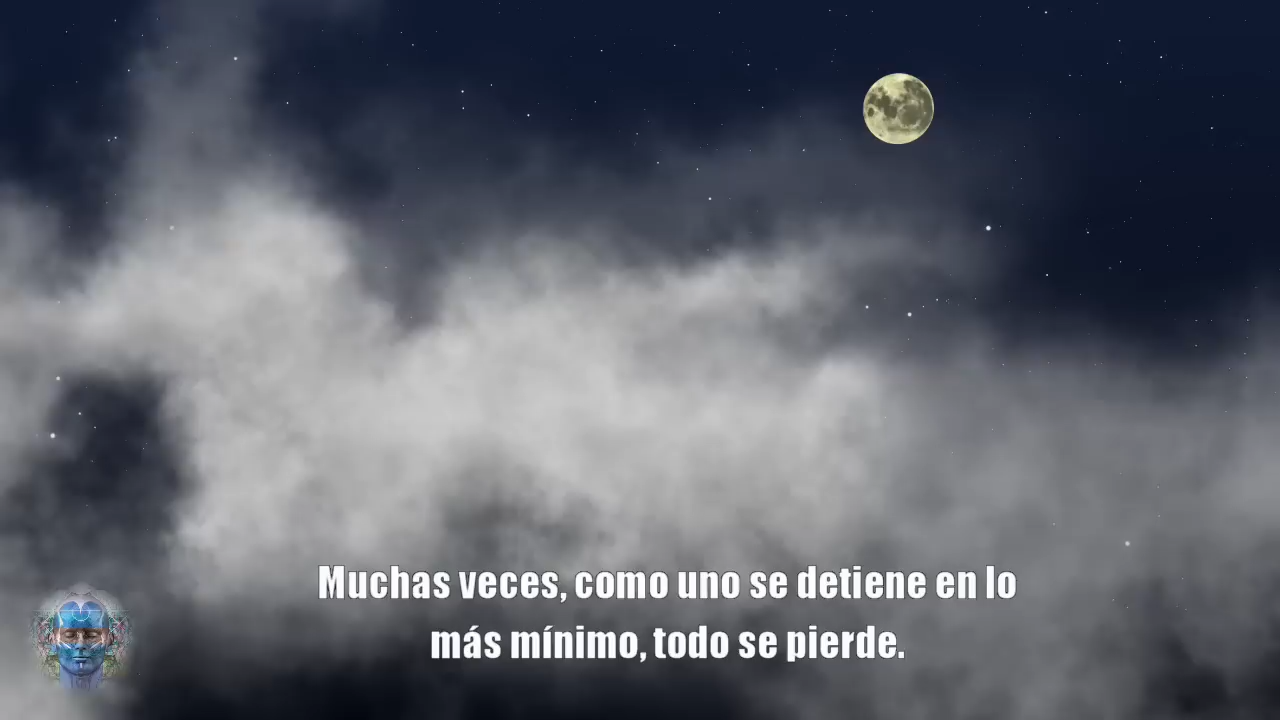 Muchas veces, como uno se detiene en lo
más mínimo, todo se pierde.